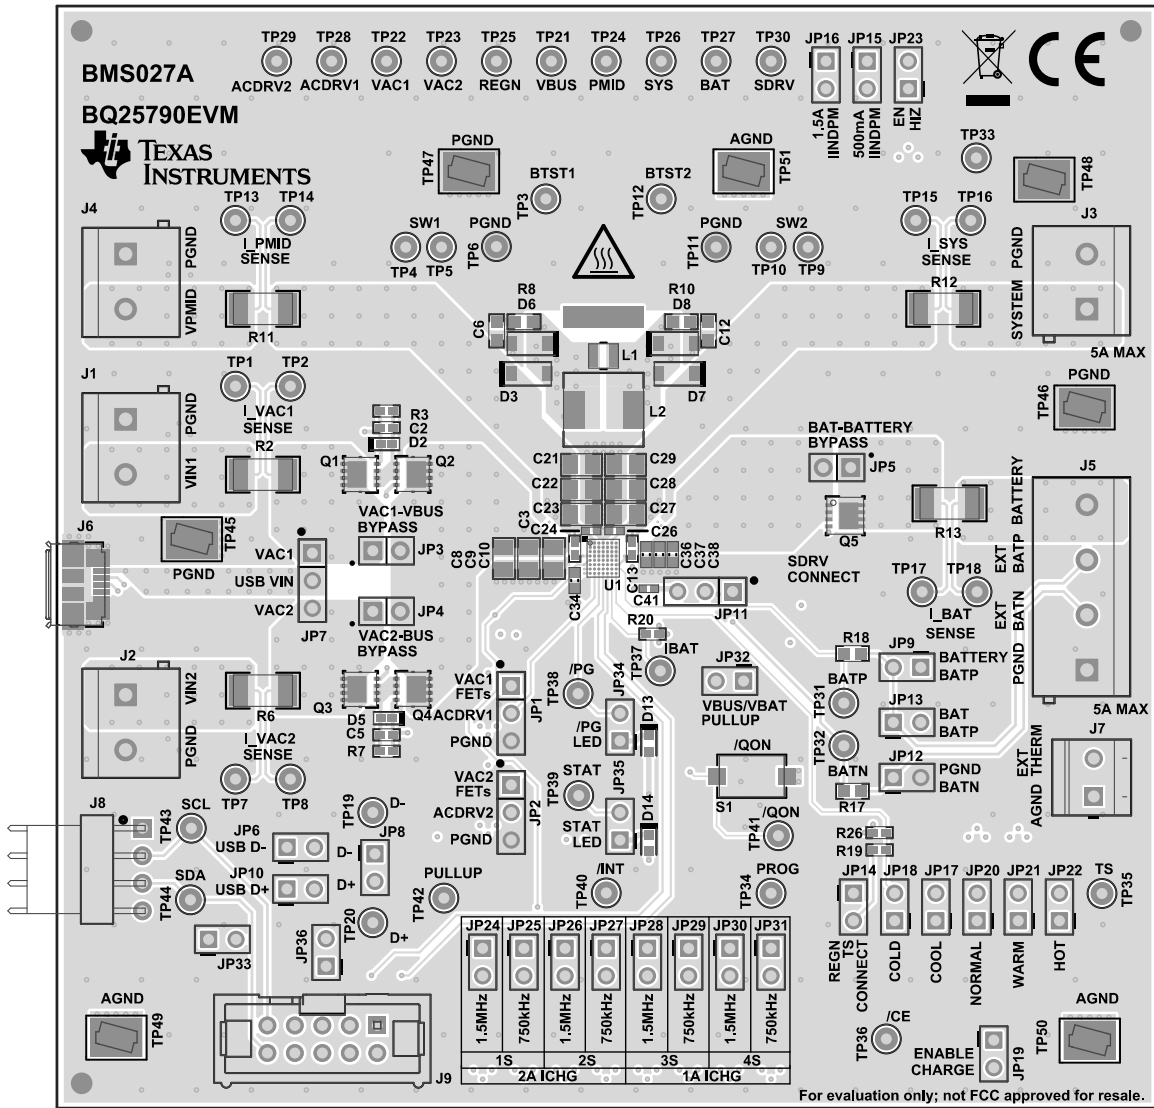 TP29 TP28 TP22 TP23 TP25 TP21 TP24 TP26 TP27 TP30 JP16 JP15 JP23
ACDRV2 ACDRV1 VAC1 VAC2 REGN VBUS PMID SYS BAT SDRV
BMS027A
BQ25790EVM
TEXAS
INSTRUMENTS
1.5A
IINDPM
500mA
IINDPM
EN
HIZ
CE
TP33
PGND
TP47
AGND
TP51
TP48
BTST1
TP3
BTST2
TP12
J4
TP13 TP14
I_PMID
SENSE
PGND
VPMID
R11
SW1
TP4 TP5
PGND
TP6
PGND
TP11
SW2
TP10 TP9
TP15 TP16
I_SYS
SENSE
R12
J3
SYSTEM PGND
5A MAX
R8
D6
C6
R10
D8
C12
L1
D3
L2
D7
PGND
TP46
J1
TP1 TP2
I_VAC1
SENSE
PGND
VIN1
R2
R3
C2
D2
Q1 Q2
VAC1-VBUS
BYPASS
JP3
C21 C29
C22 C28
C23 C27
C3
C24 C26
BAT-BATTERY
BYPASS
JP5
Q5
SDRV
CONNECT
R13
J5
BATTERY
EXT
BATP
EXT
BATN
PGND
5A MAX
J6
TP45
PGND
VAC1
USB VIN
VAC2
JP7
JP4
VAC2-BUS
BYPASS
C8
C9
C10
C34
U1
C13
C36
C37
C38
C41
JP11
R20
TP17 TP18
I_BAT
SENSE
J2
VIN2
PGND
R6
I_VAC2
SENSE
TP7 TP8
Q3 Q4
D5
C5
R7
VAC1
FETs
ACDRV1
PGND
JP1
VAC2
FETs
ACDRV2
PGND
JP2
/PG
TP38
JP34
/PG
LED
D13
IBAT
TP37
JP32
VBUS/VBAT
PULLUP
R18
BATP
TP31
TP32
BATN
R17
JP9
BATTERY
BATP
JP13
BAT
BATP
JP12
PGND
BATN
J7
EXT
THERM
AGND
STAT
TP39
JP35
STAT
LED
D14
/QON
S1
/QON
TP41
R26
R19
J8
SCL
TP43
SDA
TP44
JP6
USB D-
JP10
USB D+
TP19
D-
JP8
D-
D+
TP20
D+
JP33
JP36
PULLUP
TP42
/INT
TP40
PROG
TP34
JP14 JP18 JP17 JP20 JP21 JP22
TS
TP35
REGN
TS
CONNECT
COLD
COOL
NORMAL
WARM
HOT
JP24 JP25 JP26 JP27 JP28 JP29 JP30 JP31
1.5MHz 750kHz 1.5MHz 750kHz 1.5MHz 750kHz 1.5MHz 750kHz
1S 2S 3S 4S
2A ICHG 1A ICHG
AGND
TP49
J9
/CE
TP36
ENABLE
CHARGE
JP19
AGND
TP50
For evaluation only; not FCC approved for resale.